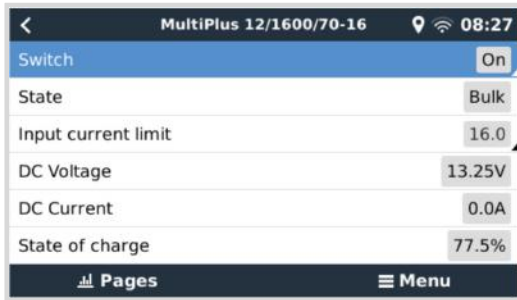 MultiPlus 12/1600/70-16 08:27
Switch On
State Bulk
Input current limit 16.0
DC Voltage 13.25V
DC Current 0.0A
State of charge 77.5%
Pages Menu